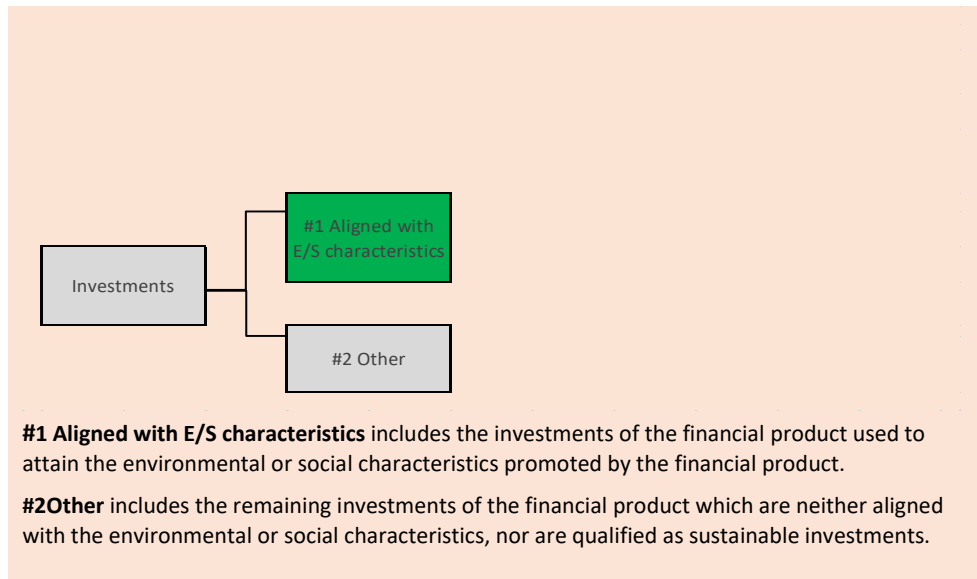 #1 Aligned with
E/S characteristics
Investments
#2 Other
#1 Aligned with E/S characteristics includes the investments of the financial product used to
attain the environmental or social characteristics promoted by the financial product.
#2Other includes the remaining investments of the financial product which are neither aligned
with the environmental or social characteristics, nor are qualified as sustainable investments.